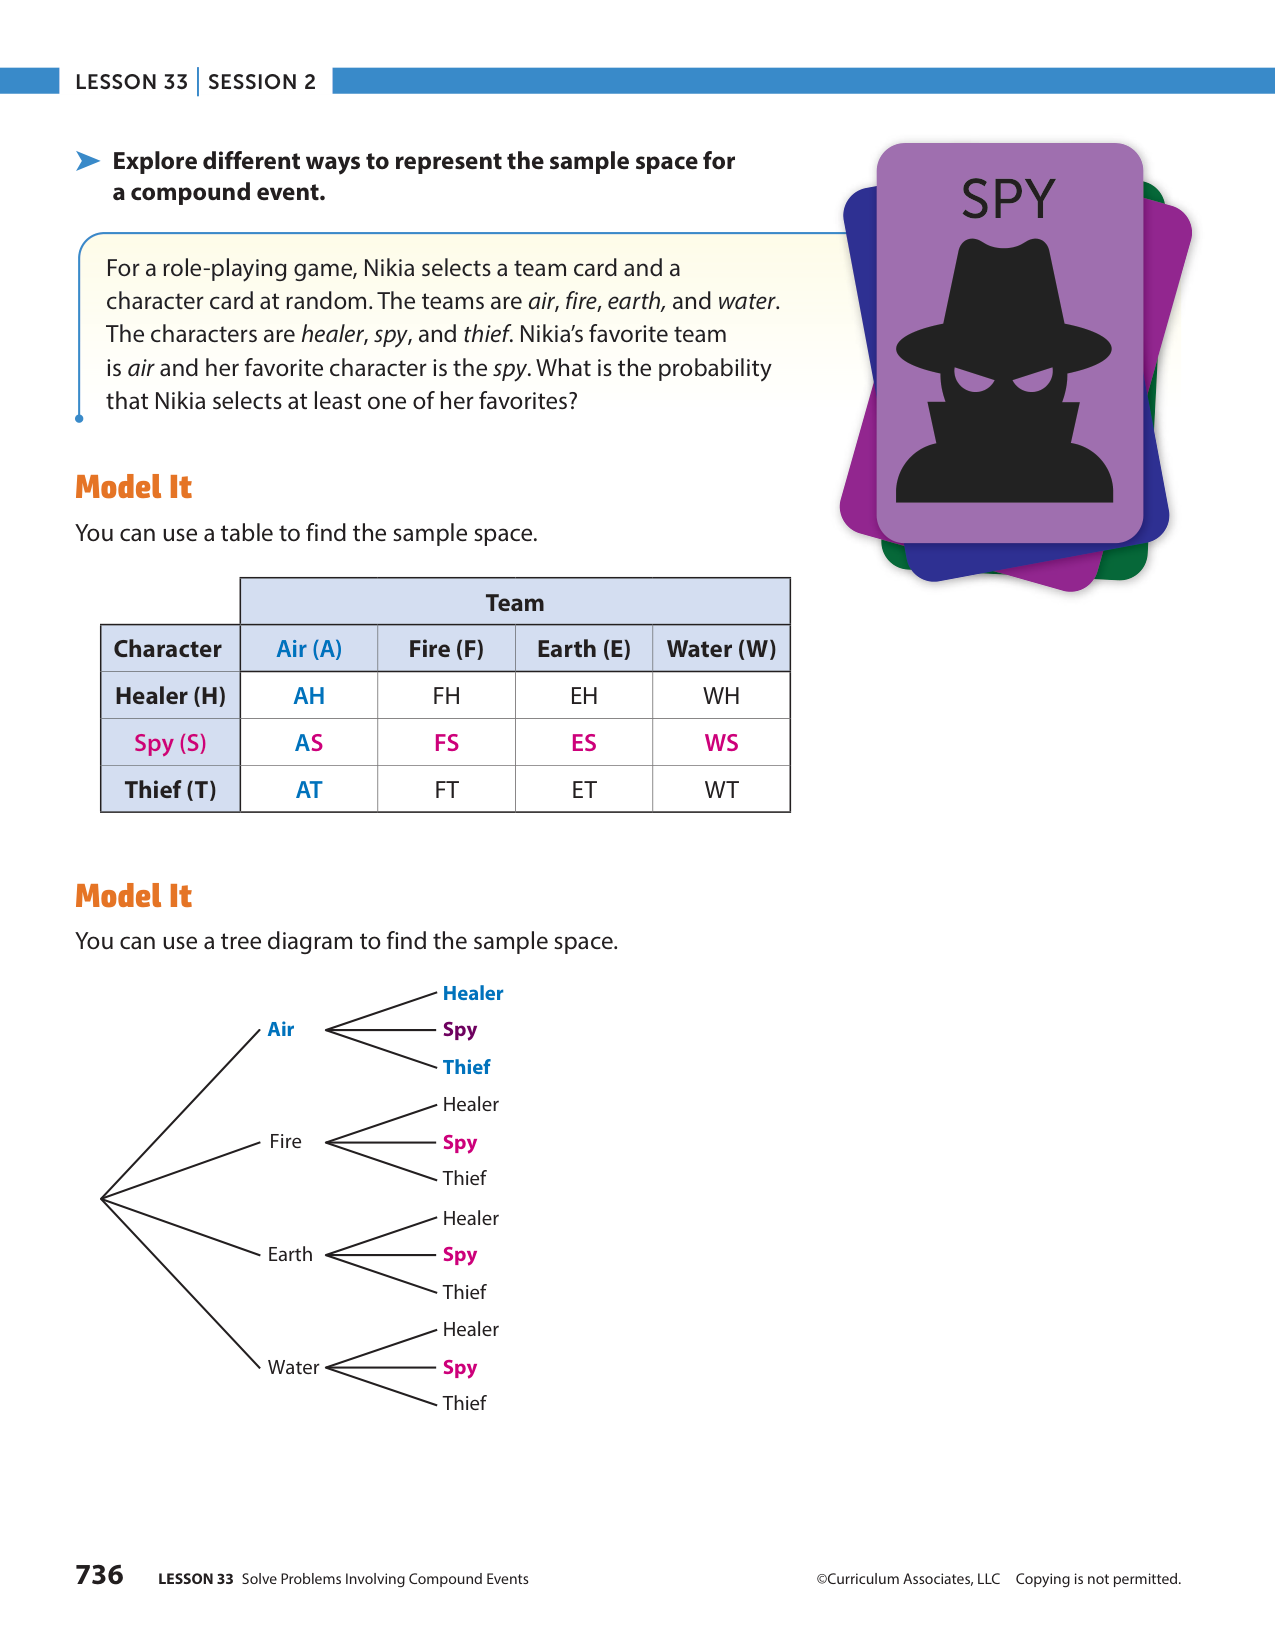 LESSON 33 | SESSION 2
Explore different ways to represent the sample space for
a compound event.
SPY
For a role-playing game, Nikia selects a team card and a
character card at random. The teams are air, fire, earth, and water.
The characters are healer, spy, and thief. Nikia’s favorite team
is air and her favorite character is the spy. What is the probability
that Nikia selects at least one of her favorites?
Model It
You can use a table to find the sample space.
Team
Character Air (A) Fire (F) Earth (E) Water (W)
Healer (H) AH FH EH WH
Spy (S) AS FS ES WS
Thief (T) AT FT ET WT
Model It
You can use a tree diagram to find the sample space.
Healer
Air Spy
Thief
Healer
Fire Spy
Thief
Healer
Earth Spy
Thief
Healer
Water Spy
Thief
736 LESSON 33 Solve Problems Involving Compound Events ©Curriculum Associates, LLC Copying is not permitted.